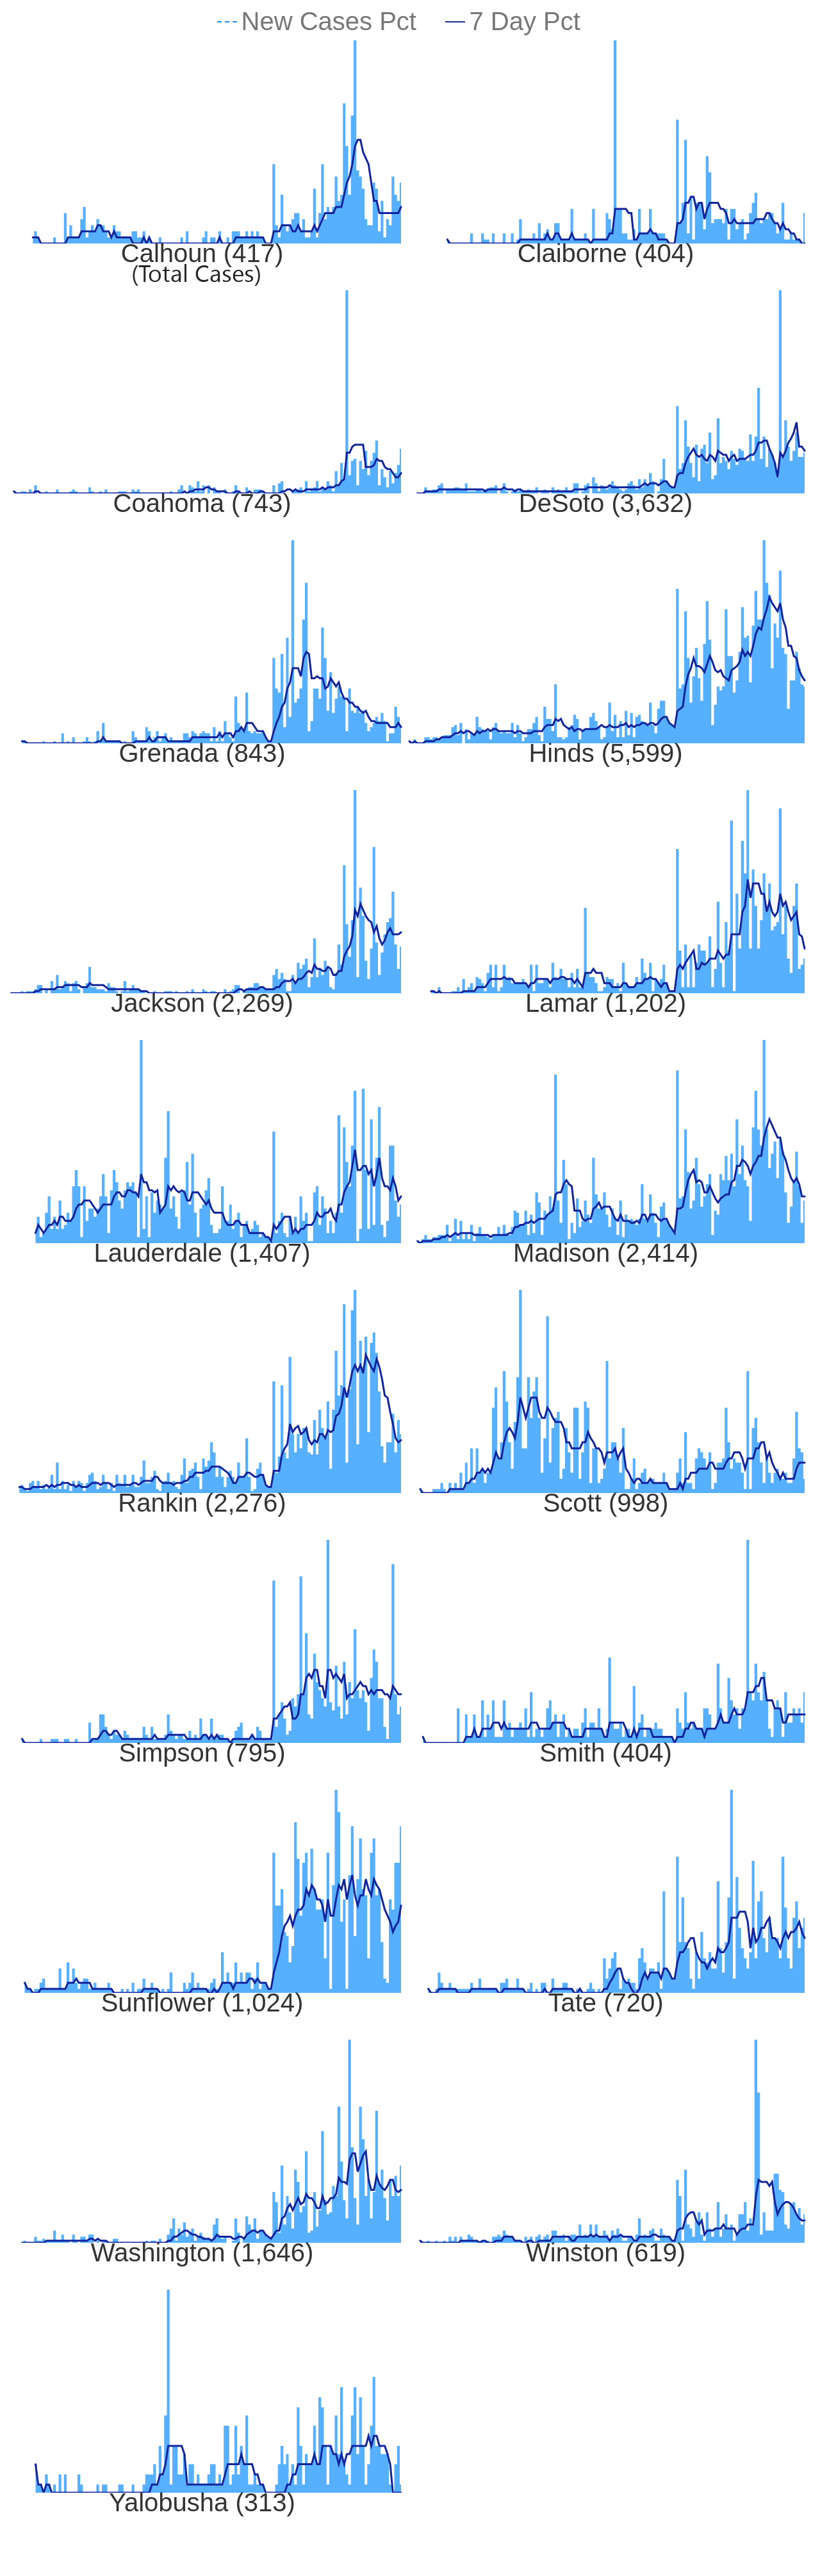 New Cases Pct 7 Day Pct
Calhoun (417) Claiborne (404)
(Total Cases)
Coahoma (743) DeSoto (3,632)
Grenada (843) Hinds (5,599)
Jackson (2,269) Lamar (1,202)
Lauderdale (1,407) Madison (2,414)
Rankin (2,276) Scott (998)
Simpson (795) Smith (404)
Sunflower (1,024) Tate (720)
Washington (1,646) Winston (619)
Yalobusha (313)